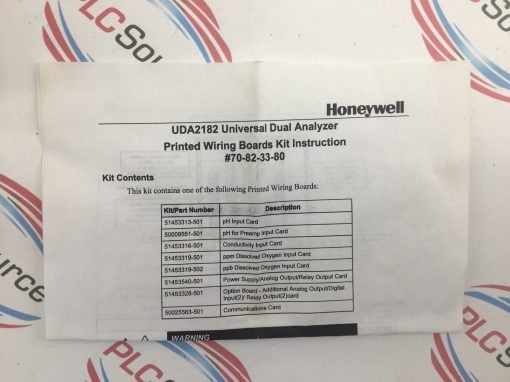 Honeywell
UDA2182 Universal Dual Analyzer
Printed Wiring Boards Kit Instruction
#70-82-33-80
Kit Contents
This kit contains one of the following Printed Wiring Boards:
Kit/Part Number Description
51453313-501 pH Input Card
50009551-501 pH for Preamp Input Card
51453316-501 Conductivity Input Card
51453319-501 ppm Dissolved Oxygen Input Card
51453319-502 ppb Dissolved Oxygen Input Card
51453540-501 Power Supply/Analog Output/Relay Output Card
51453328-501 Option Board - Additional Analog Output/Digital
Input(2)/ Relay Output(2)card
50025563-501 Communications Card
WARNING
PLCSource
PLCSource
PLCSource
PLCSource